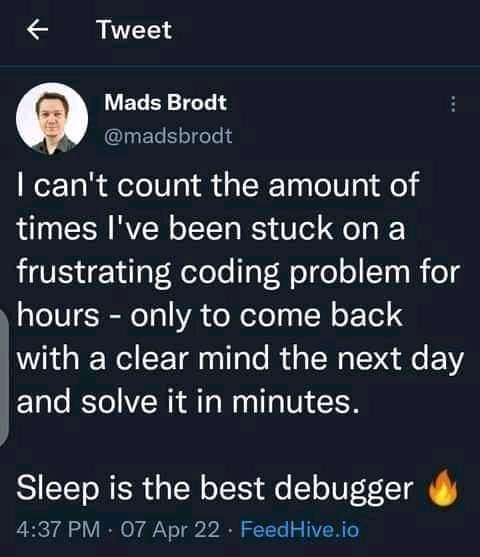 ← Tweet
Mads Brodt
@madsbrodt
I can't count the amount of
times I've been stuck on a
frustrating coding problem for
hours - only to come back
with a clear mind the next day
and solve it in minutes.
Sleep is the best debugger 🔥
4:37 PM · 07 Apr 22 · FeedHive.io